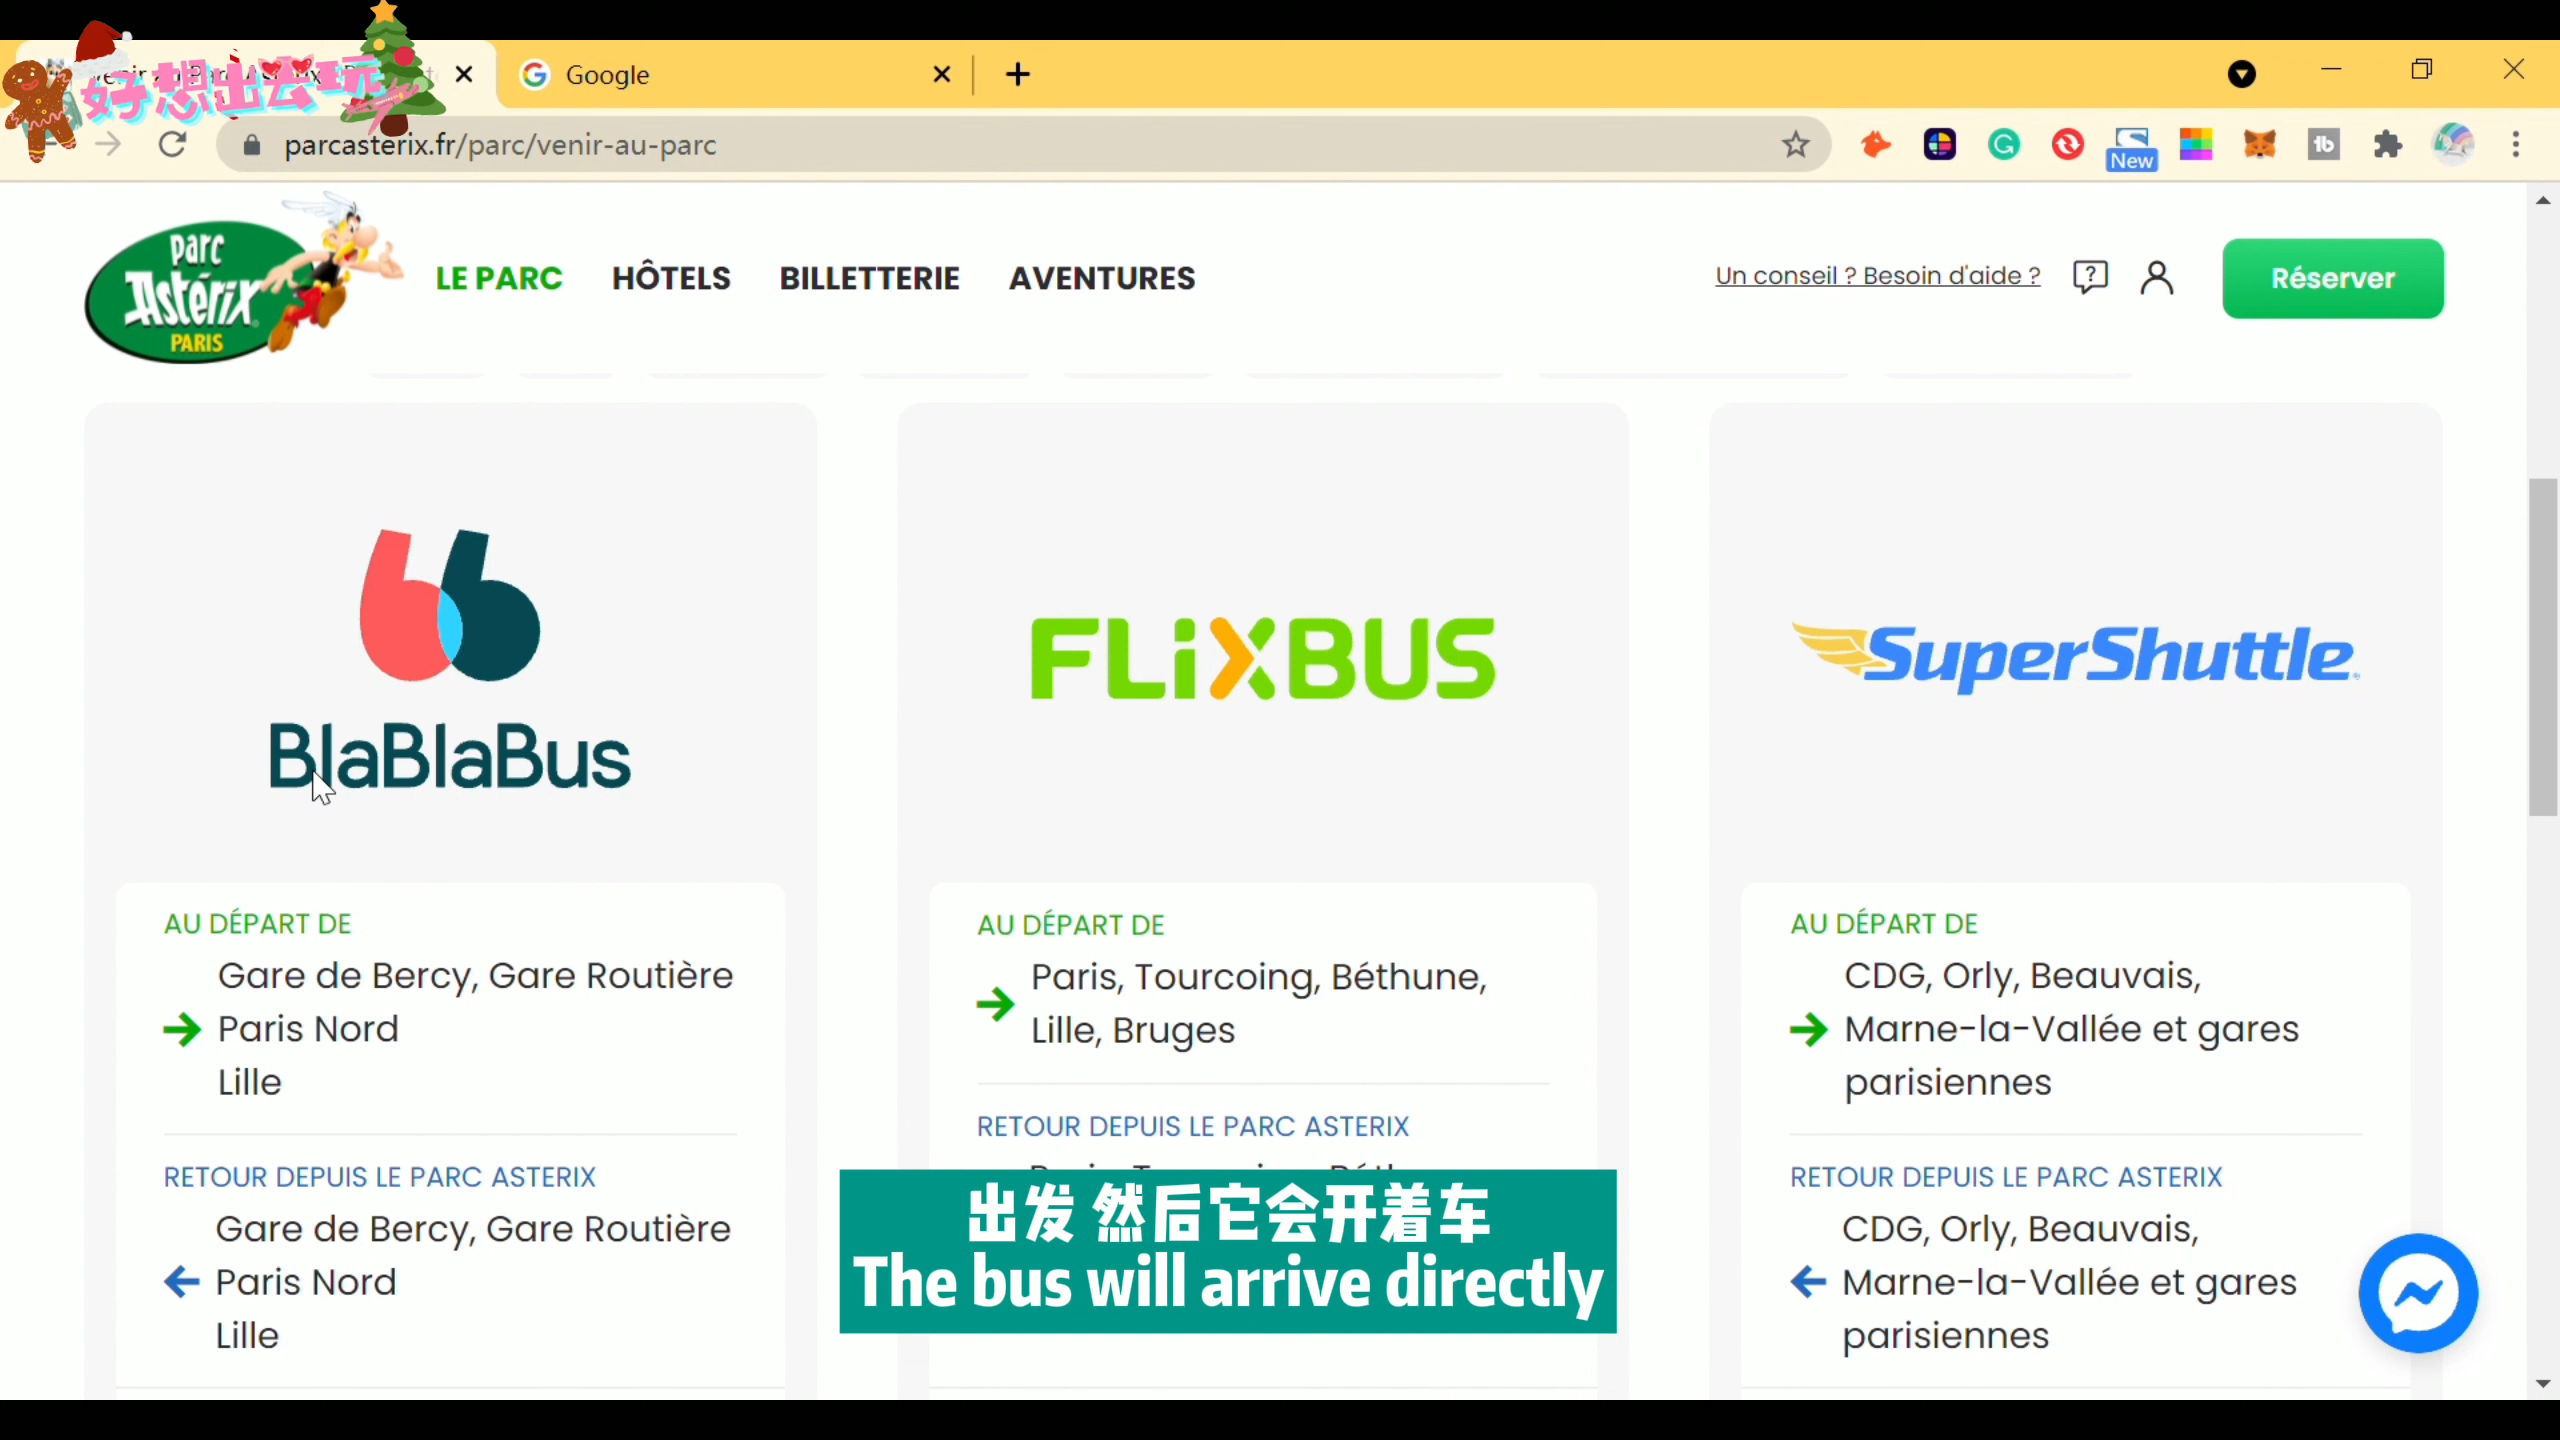 好想出去玩
Google
parcasterix.fr/parc/venir-au-parc
New
Parc
Astérix
PARIS
LE PARC
HÔTELS
BILLETTERIE
AVENTURES
Un conseil ? Besoin d'aide ?
Réserver
BlaBlaBus
AU DÉPART DE
Gare de Bercy, Gare Routière
Paris Nord
Lille
RETOUR DEPUIS LE PARC ASTERIX
Gare de Bercy, Gare Routière
Paris Nord
Lille
FLiXBUS
AU DÉPART DE
Paris, Tourcoing, Béthune,
Lille, Bruges
RETOUR DEPUIS LE PARC ASTERIX
SuperShuttle
AU DÉPART DE
CDG, Orly, Beauvais,
Marne-la-Vallée et gares
parisiennes
RETOUR DEPUIS LE PARC ASTERIX
CDG, Orly, Beauvais,
Marne-la-Vallée et gares
parisiennes
出发 然后它会开着车
The bus will arrive directly